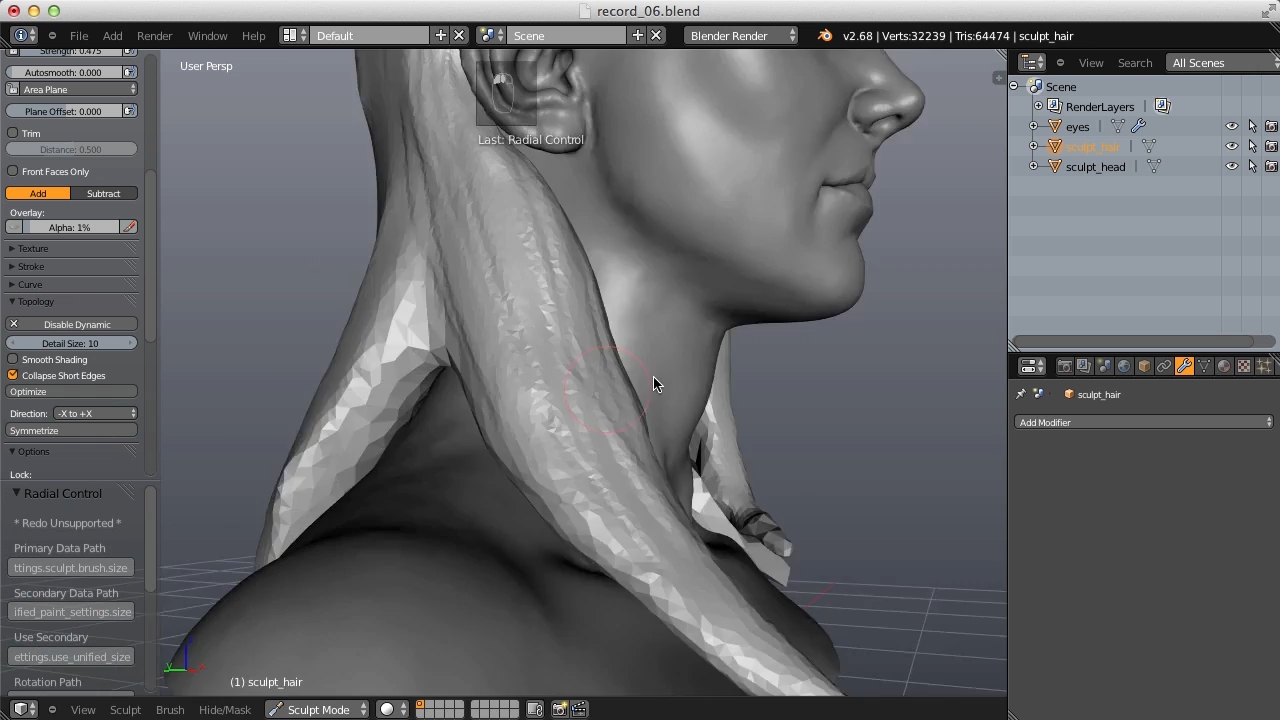 record_06.blend
File Add Render Window Help Default Scene Blender Render v2.68 | Verts:32239 | Tris:64474 | sculpt_hair
Strength: 0.475
Autosmooth: 0.000
Area Plane
Plane Offset: 0.000
Trim
Distance: 0.500
Front Faces Only
Add Subtract
Overlay:
Alpha: 1%
Texture
Stroke
Curve
Topology
Disable Dynamic
Detail Size: 10
Smooth Shading
Collapse Short Edges
Optimize
Direction: -X to +X
Symmetrize
Options
Lock:
Radial Control
* Redo Unsupported *
Primary Data Path
ttings.sculpt.brush.size
Secondary Data Path
ified_paint_settings.size
Use Secondary
ettings.use_unified_size
Rotation Path
User Persp
Last: Radial Control
(1) sculpt_hair
View Sculpt Brush Hide/Mask Sculpt Mode
View Search All Scenes
Scene
RenderLayers
eyes
sculpt_hair
sculpt_head
sculpt_hair
Add Modifier